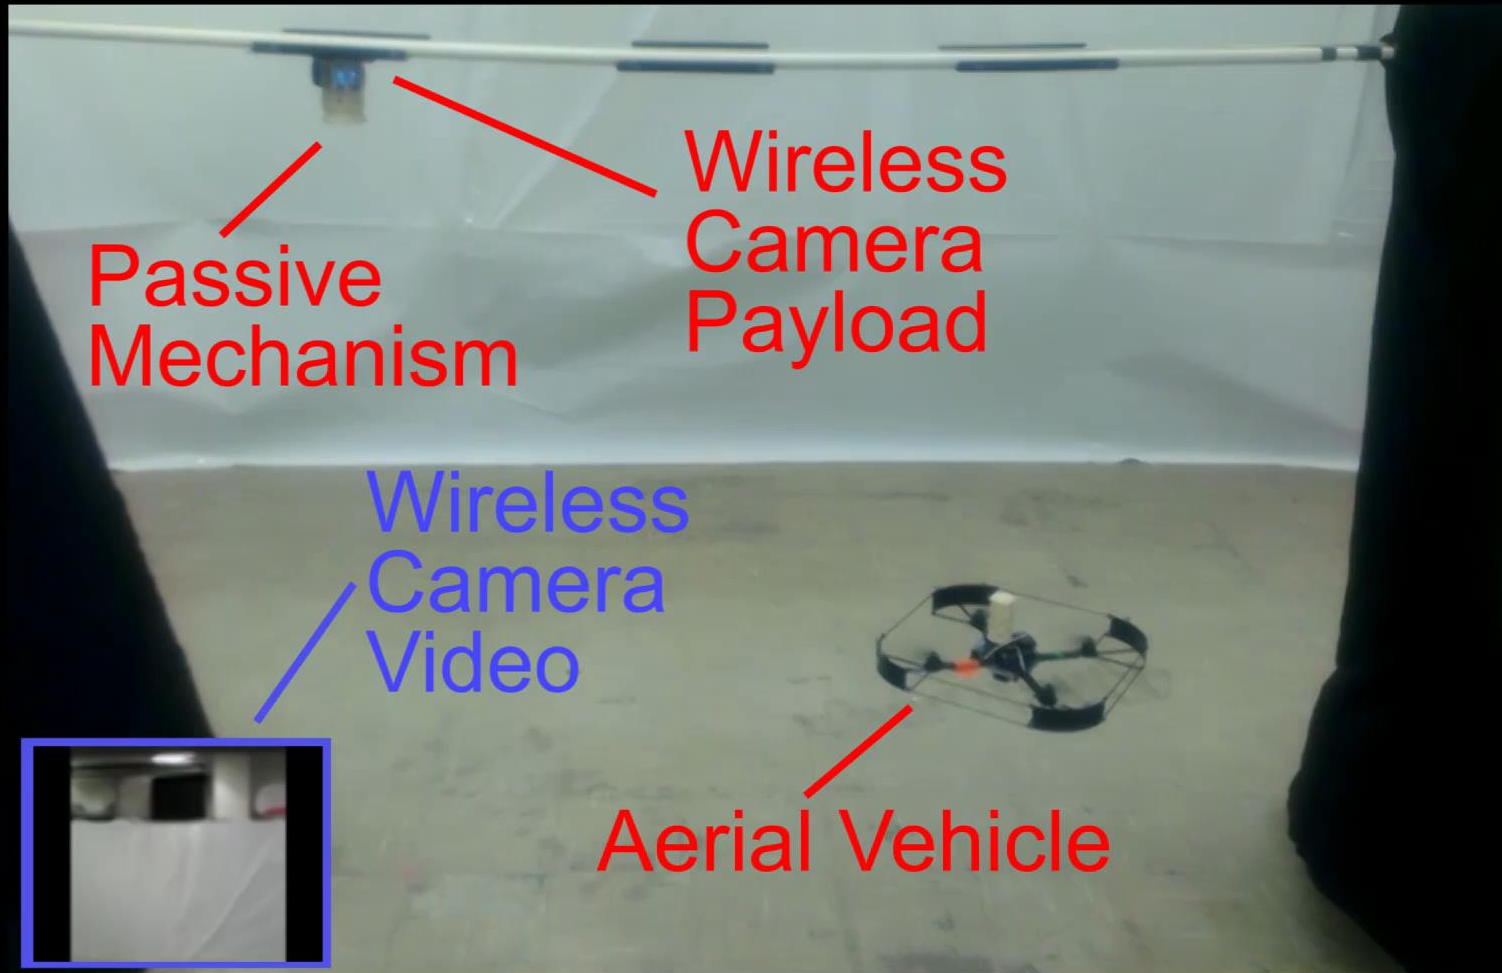 Wireless
Camera
Payload
Passive
Mechanism
Wireless
Camera
Video
Aerial Vehicle